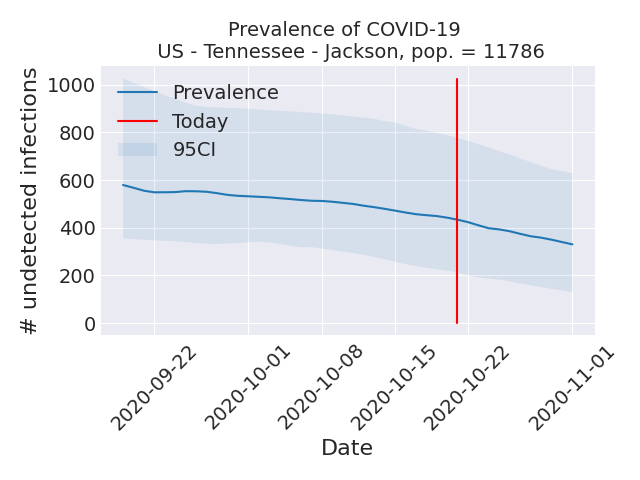 Prevalence of COVID-19
US - Tennessee - Jackson, pop. = 11786
# undetected infections
1000
800
600
400
200
0
Prevalence
Today
95CI
2020-09-22
2020-10-01
2020-10-08
2020-10-15
2020-10-22
2020-11-01
Date